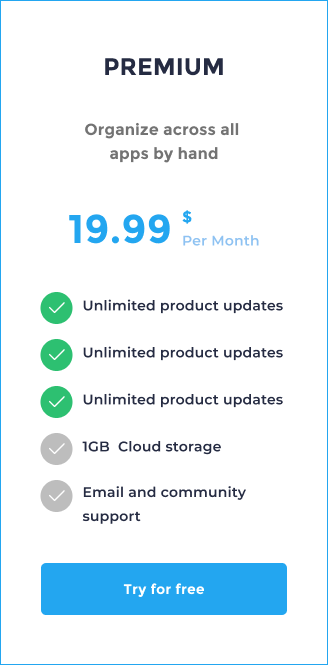 PREMIUM
Organize across all
apps by hand
19.99 $
Per Month
Unlimited product updates
Unlimited product updates
Unlimited product updates
1GB  Cloud storage
Email and community
support
Try for free